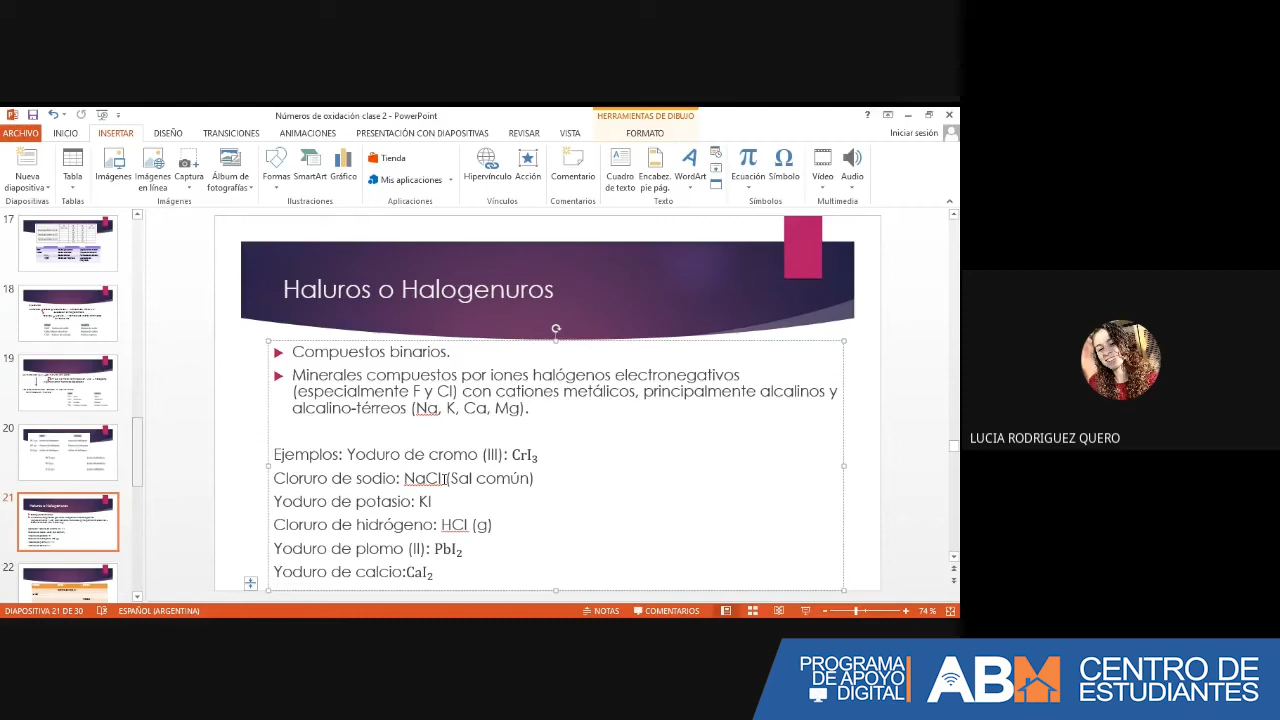 Números de oxidación clase 2 - PowerPoint
HERRAMIENTAS DE DIBUJO
ARCHIVO INICIO INSERTAR DISEÑO TRANSICIONES ANIMACIONES PRESENTACIÓN CON DIAPOSITIVAS REVISAR VISTA FORMATO Iniciar sesión
Nueva diapositiva
Tabla
Imágenes
Imágenes en línea
Captura
Álbum de fotografías
Formas
SmartArt
Gráfico
Tienda
Mis aplicaciones
Hipervínculo
Acción
Comentario
Cuadro de texto
Encabez. pie pág.
WordArt
Ecuación
Símbolo
Vídeo
Audio
Diapositivas Tablas Imágenes Ilustraciones Aplicaciones Vínculos Comentarios Texto Símbolos Multimedia
17
18
19
20
21
22
Haluros o Halogenuros
Compuestos binarios.
Minerales compuestos por iones halógenos electronegativos
(especialmente F y Cl) con cationes metálicos, principalmente alcalinos y
alcalino-térreos (Na, K, Ca, Mg).
Ejemplos: Yoduro de cromo (III): CrI₃
Cloruro de sodio: NaCl (Sal común)
Yoduro de potasio: KI
Cloruro de hidrógeno: HCl (g)
Yoduro de plomo (II): PbI₂
Yoduro de calcio:CaI₂
DIAPOSITIVA 21 DE 30 ESPAÑOL (ARGENTINA) NOTAS COMENTARIOS 74 %
LUCIA RODRIGUEZ QUERO
PROGRAMA
DE APOYO
DIGITAL
ABM
CENTRO DE
ESTUDIANTES